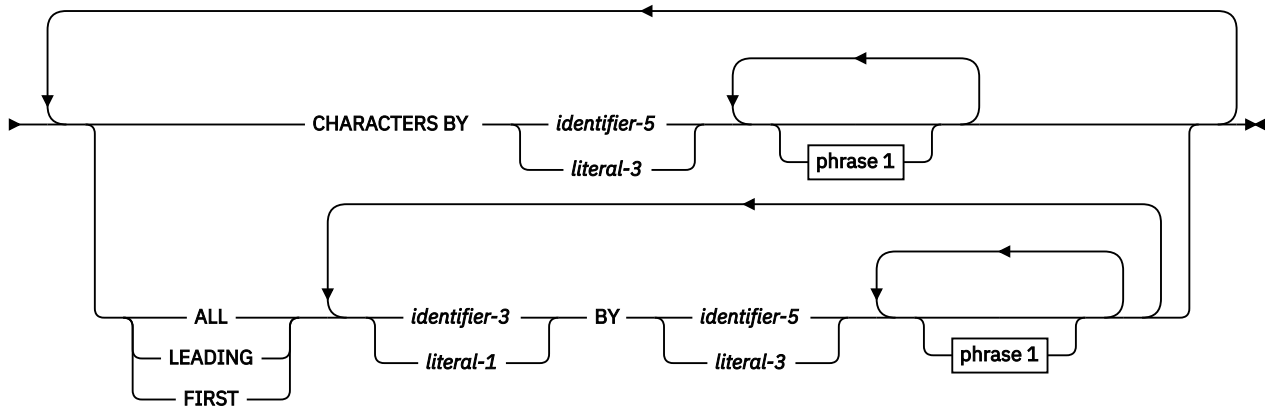 CHARACTERS BY identifier-5
literal-3
phrase 1
ALL identifier-3 BY identifier-5
LEADING literal-1 literal-3 phrase 1
FIRST